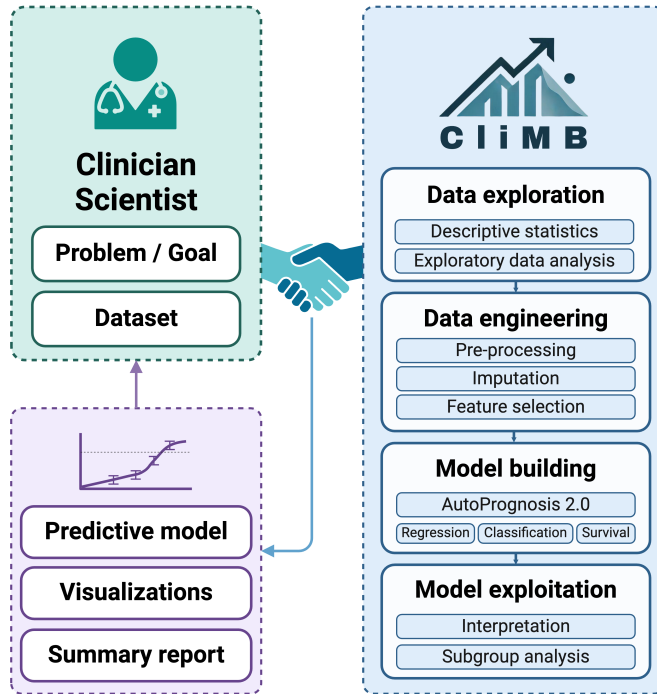 Clinician
Scientist
Problem / Goal
Dataset
Predictive model
Visualizations
Summary report
CliMB
Data exploration
Descriptive statistics
Exploratory data analysis
Data engineering
Pre-processing
Imputation
Feature selection
Model building
AutoPrognosis 2.0
Regression Classification Survival
Model exploitation
Interpretation
Subgroup analysis